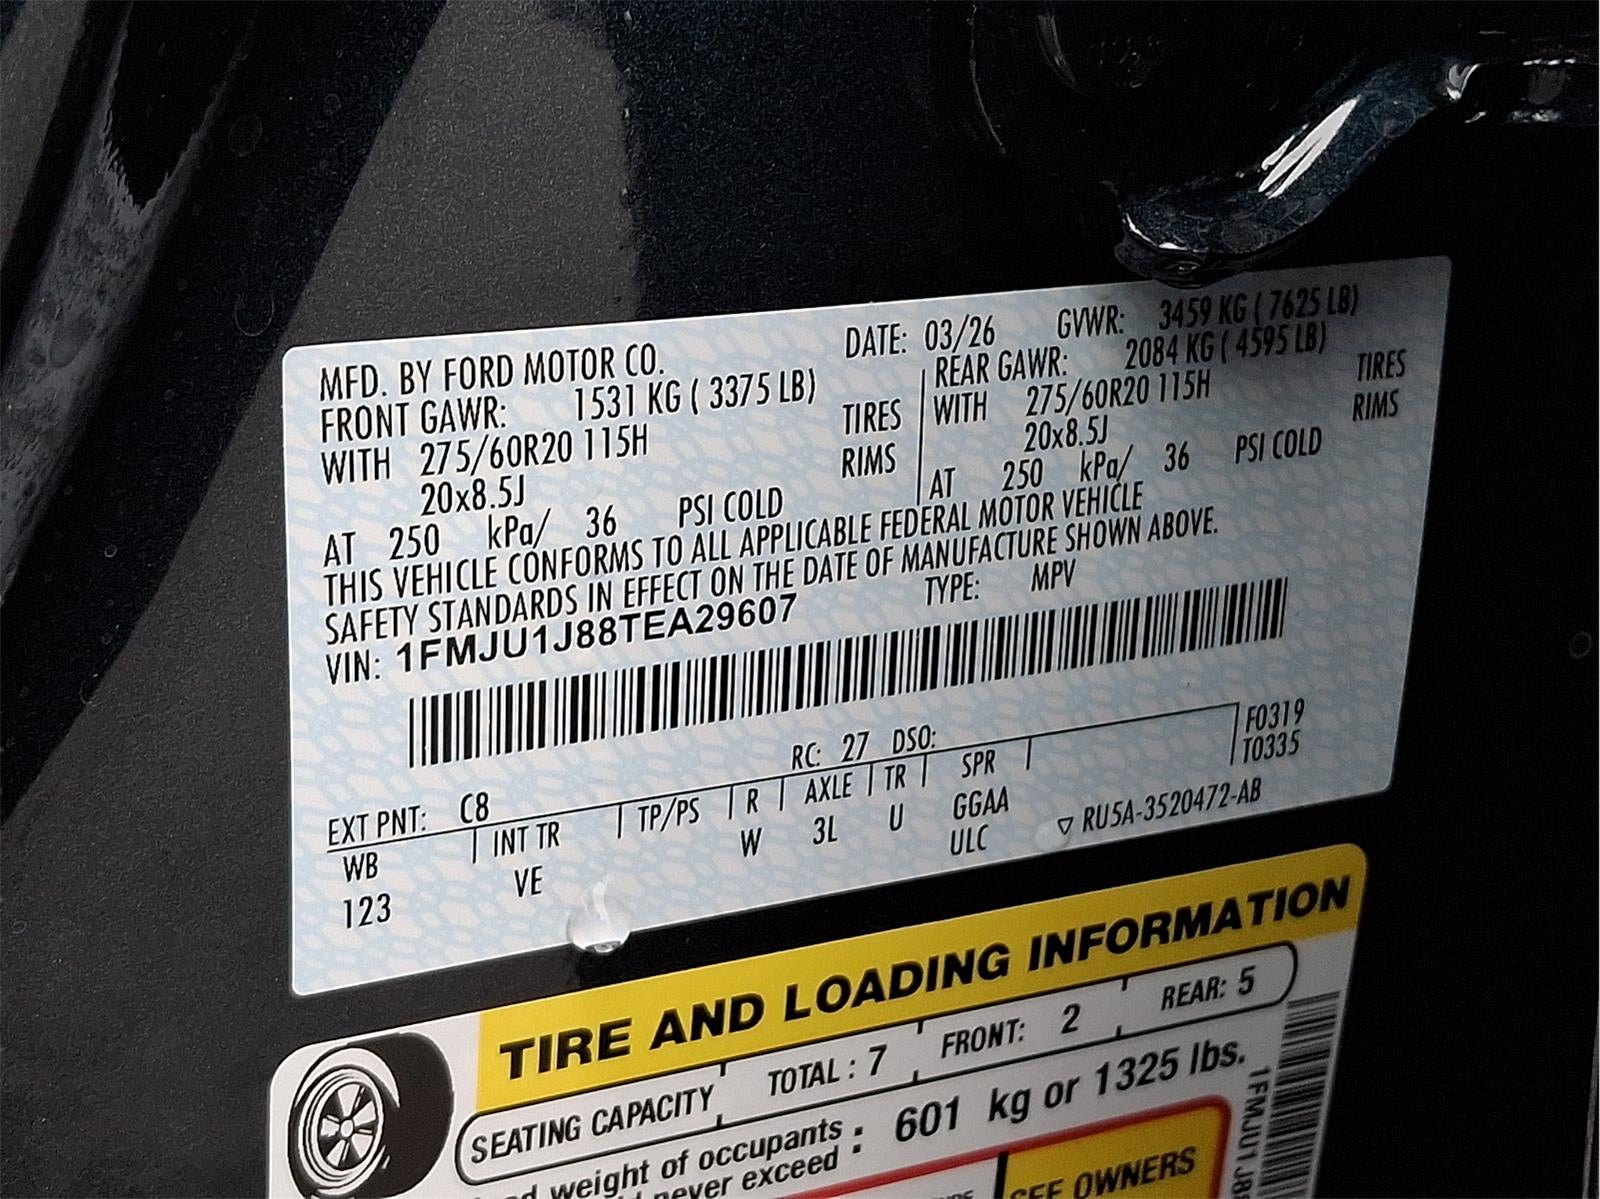 MFD. BY FORD MOTOR CO. DATE: 03/26 GVWR: 3459 KG ( 7625 LB)
FRONT GAWR: 1531 KG ( 3375 LB) REAR GAWR: 2084 KG ( 4595 LB)
WITH 275/60R20 115H TIRES WITH 275/60R20 115H TIRES
20x8.5J RIMS 20x8.5J RIMS
AT 250 kPa/ 36 PSI COLD AT 250 kPa/ 36 PSI COLD
THIS VEHICLE CONFORMS TO ALL APPLICABLE FEDERAL MOTOR VEHICLE
SAFETY STANDARDS IN EFFECT ON THE DATE OF MANUFACTURE SHOWN ABOVE.
VIN: 1FMJU1J88TEA29607 TYPE: MPV
F0319
T0335
EXT PNT: C8 RC: 27 DSO:
WB INT TR TP/PS R AXLE TR SPR
123 VE W 3L U GGAA
ULC ▽ RU5A-3520472-AB
TIRE AND LOADING INFORMATION
SEATING CAPACITY TOTAL : 7 FRONT: 2 REAR: 5
weight of occupants : 601 kg or 1325 lbs.
never exceed
SEE OWNERS
1FMJU1J8